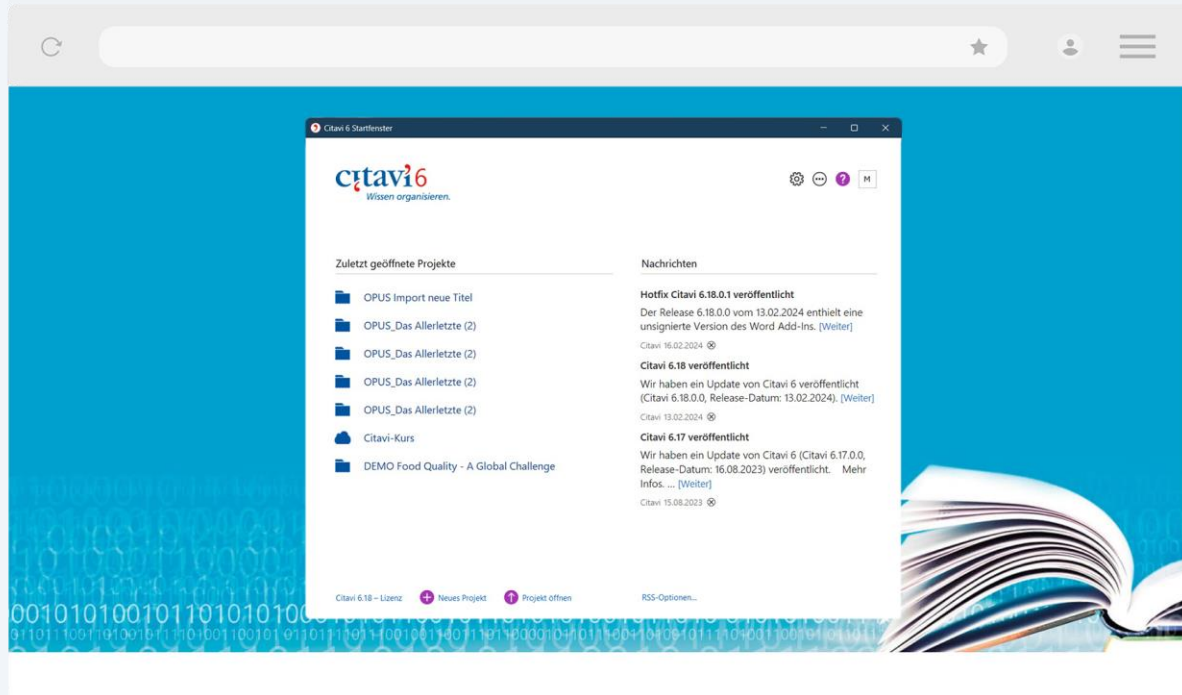 Citavi 6 Startfenster
citavi 6
Wissen organisieren.
M
Zuletzt geöffnete Projekte
OPUS Import neue Titel
OPUS_Das Allerletzte (2)
OPUS_Das Allerletzte (2)
OPUS_Das Allerletzte (2)
OPUS_Das Allerletzte (2)
Citavi-Kurs
DEMO Food Quality - A Global Challenge
Nachrichten
Hotfix Citavi 6.18.0.1 veröffentlicht
Der Release 6.18.0.0 vom 13.02.2024 enthielt eine
unsignierte Version des Word Add-Ins. [Weiter]
Citavi 16.02.2024
Citavi 6.18 veröffentlicht
Wir haben ein Update von Citavi 6 veröffentlicht
(Citavi 6.18.0.0, Release-Datum: 13.02.2024). [Weiter]
Citavi 13.02.2024
Citavi 6.17 veröffentlicht
Wir haben ein Update von Citavi 6 (Citavi 6.17.0.0,
Release-Datum: 16.08.2023) veröffentlicht. Mehr
Infos. ... [Weiter]
Citavi 15.08.2023
Citavi 6.18 – Lizenz
Neues Projekt
Projekt öffnen
RSS-Optionen...